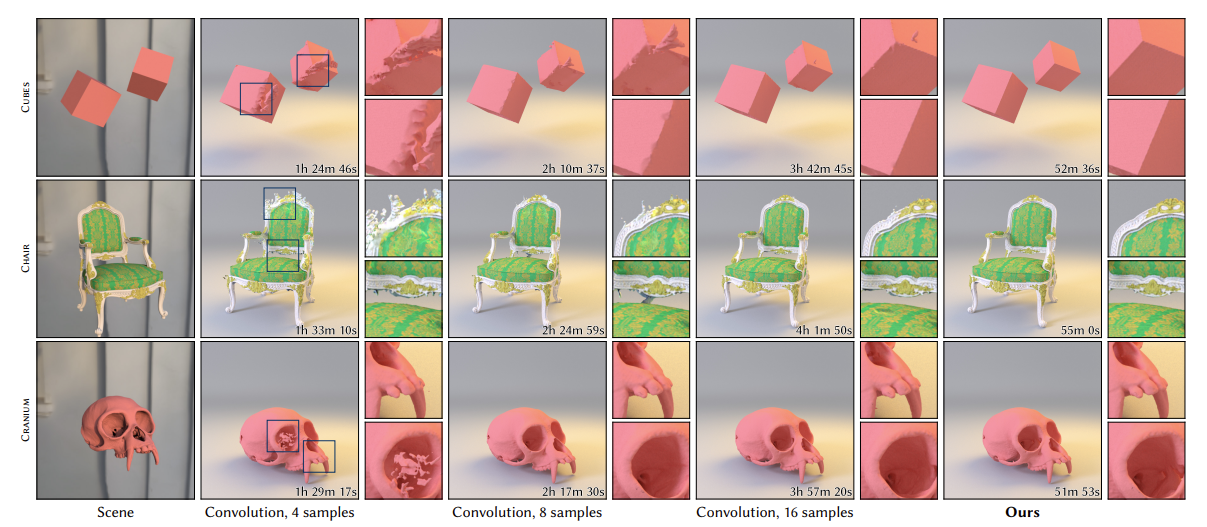 CUBES
1h 24m 46s
2h 10m 37s
3h 42m 45s
52m 36s
CHAIR
1h 33m 10s
2h 24m 59s
4h 1m 50s
55m 0s
CRANIUM
1h 29m 17s
2h 17m 30s
3h 57m 20s
51m 53s
Scene
Convolution, 4 samples
Convolution, 8 samples
Convolution, 16 samples
Ours